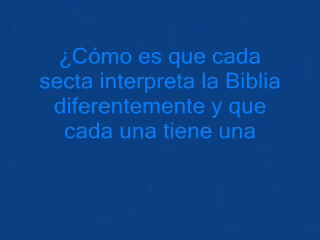 ¿Cómo es que cada
secta interpreta la Biblia
diferentemente y que
cada una tiene una